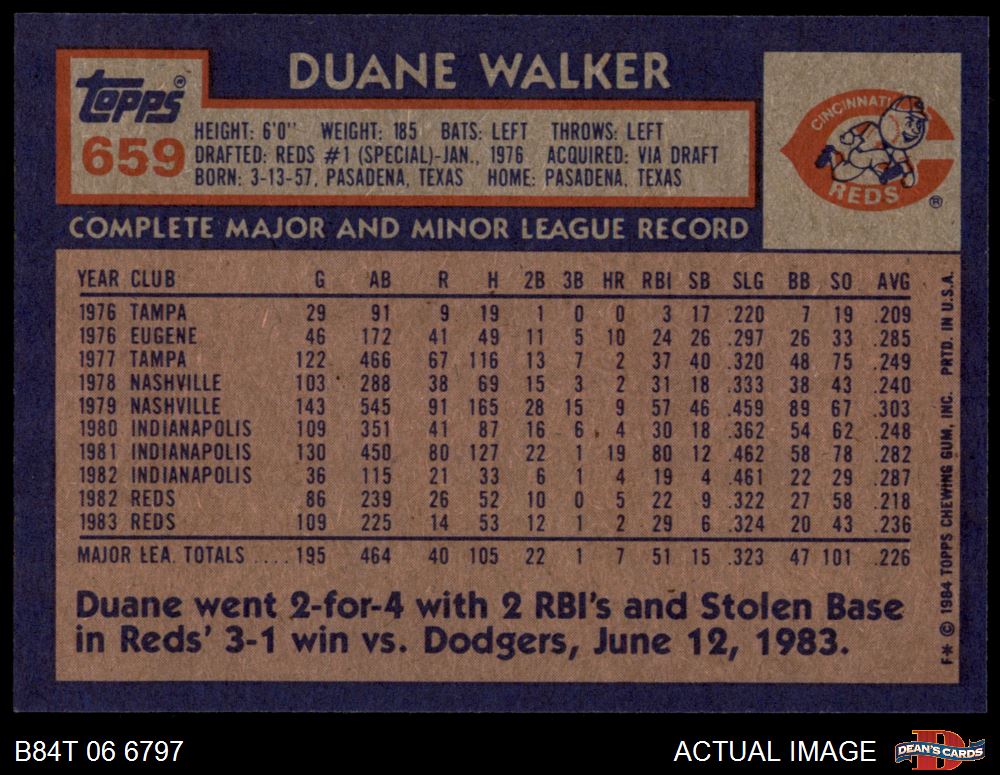 DUANE WALKER
Topps®
659
HEIGHT: 6'0" WEIGHT: 185 BATS: LEFT THROWS: LEFT
DRAFTED: REDS #1 (SPECIAL)-JAN., 1976 ACQUIRED: VIA DRAFT
BORN: 3-13-57, PASADENA, TEXAS HOME: PASADENA, TEXAS
CINCINNATI
REDS
®
COMPLETE MAJOR AND MINOR LEAGUE RECORD
YEAR CLUB G AB R H 2B 3B HR RBI SB SLG BB SO AVG
1976 TAMPA 29 91 9 19 1 0 0 3 17 .220 7 19 .209
1976 EUGENE 46 172 41 49 11 5 10 24 26 .297 26 33 .285
1977 TAMPA 122 466 67 116 13 7 2 37 40 .320 48 75 .249
1978 NASHVILLE 103 288 38 69 15 3 2 31 18 .333 38 43 .240
1979 NASHVILLE 143 545 91 165 28 15 9 57 46 .459 89 67 .303
1980 INDIANAPOLIS 109 351 41 87 16 6 4 30 18 .362 54 62 .248
1981 INDIANAPOLIS 130 450 80 127 22 1 19 80 12 .462 58 78 .282
1982 INDIANAPOLIS 36 115 21 33 6 1 4 19 4 .461 22 29 .287
1982 REDS 86 239 26 52 10 0 5 22 9 .322 27 58 .218
1983 REDS 109 225 14 53 12 1 2 29 6 .324 20 43 .236
MAJOR LEA. TOTALS .... 195 464 40 105 22 1 7 51 15 .323 47 101 .226
Duane went 2-for-4 with 2 RBI's and Stolen Base
in Reds' 3-1 win vs. Dodgers, June 12, 1983.
F* © 1984 TOPPS CHEWING GUM, INC. PRTD. IN U.S.A.
B84T 06 6797
ACTUAL IMAGE
DEAN'S CARDS